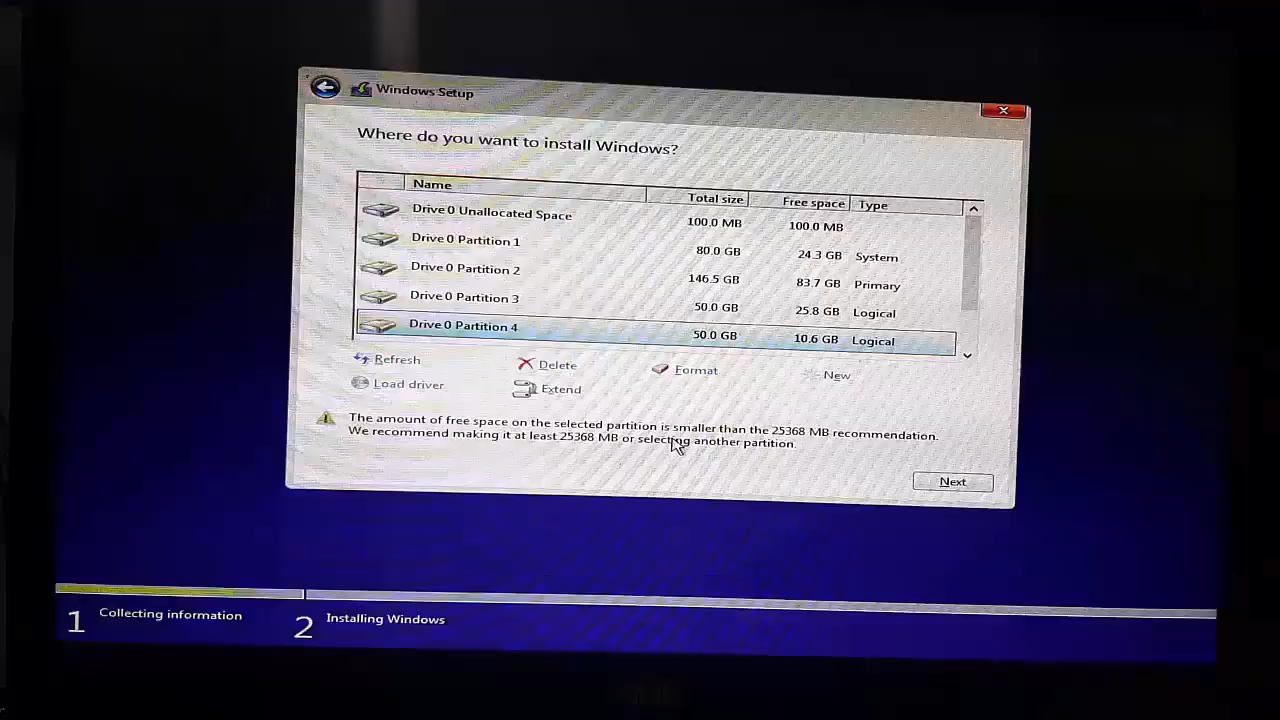 Windows Setup
Where do you want to install Windows?
Name Total size Free space Type
Drive 0 Unallocated Space 100.0 MB 100.0 MB
Drive 0 Partition 1 80.0 GB 24.3 GB System
Drive 0 Partition 2 146.5 GB 83.7 GB Primary
Drive 0 Partition 3 50.0 GB 25.8 GB Logical
Drive 0 Partition 4 50.0 GB 10.6 GB Logical
Refresh Delete Format New
Load driver Extend
The amount of free space on the selected partition is smaller than the 25368 MB recommendation.
We recommend making it at least 25368 MB or selecting another partition.
Next
1 Collecting information 2 Installing Windows